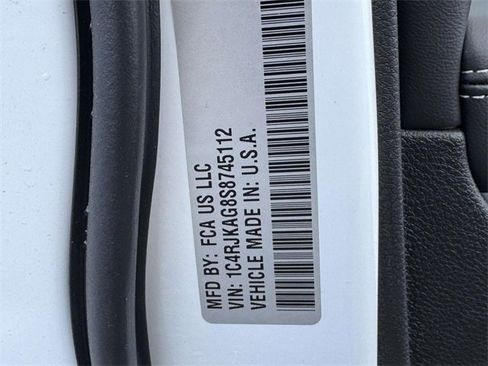 MFD BY: FCA US LLC
VIN: 1C4RJKAG8S8745112
VEHICLE MADE IN: U.S.A.